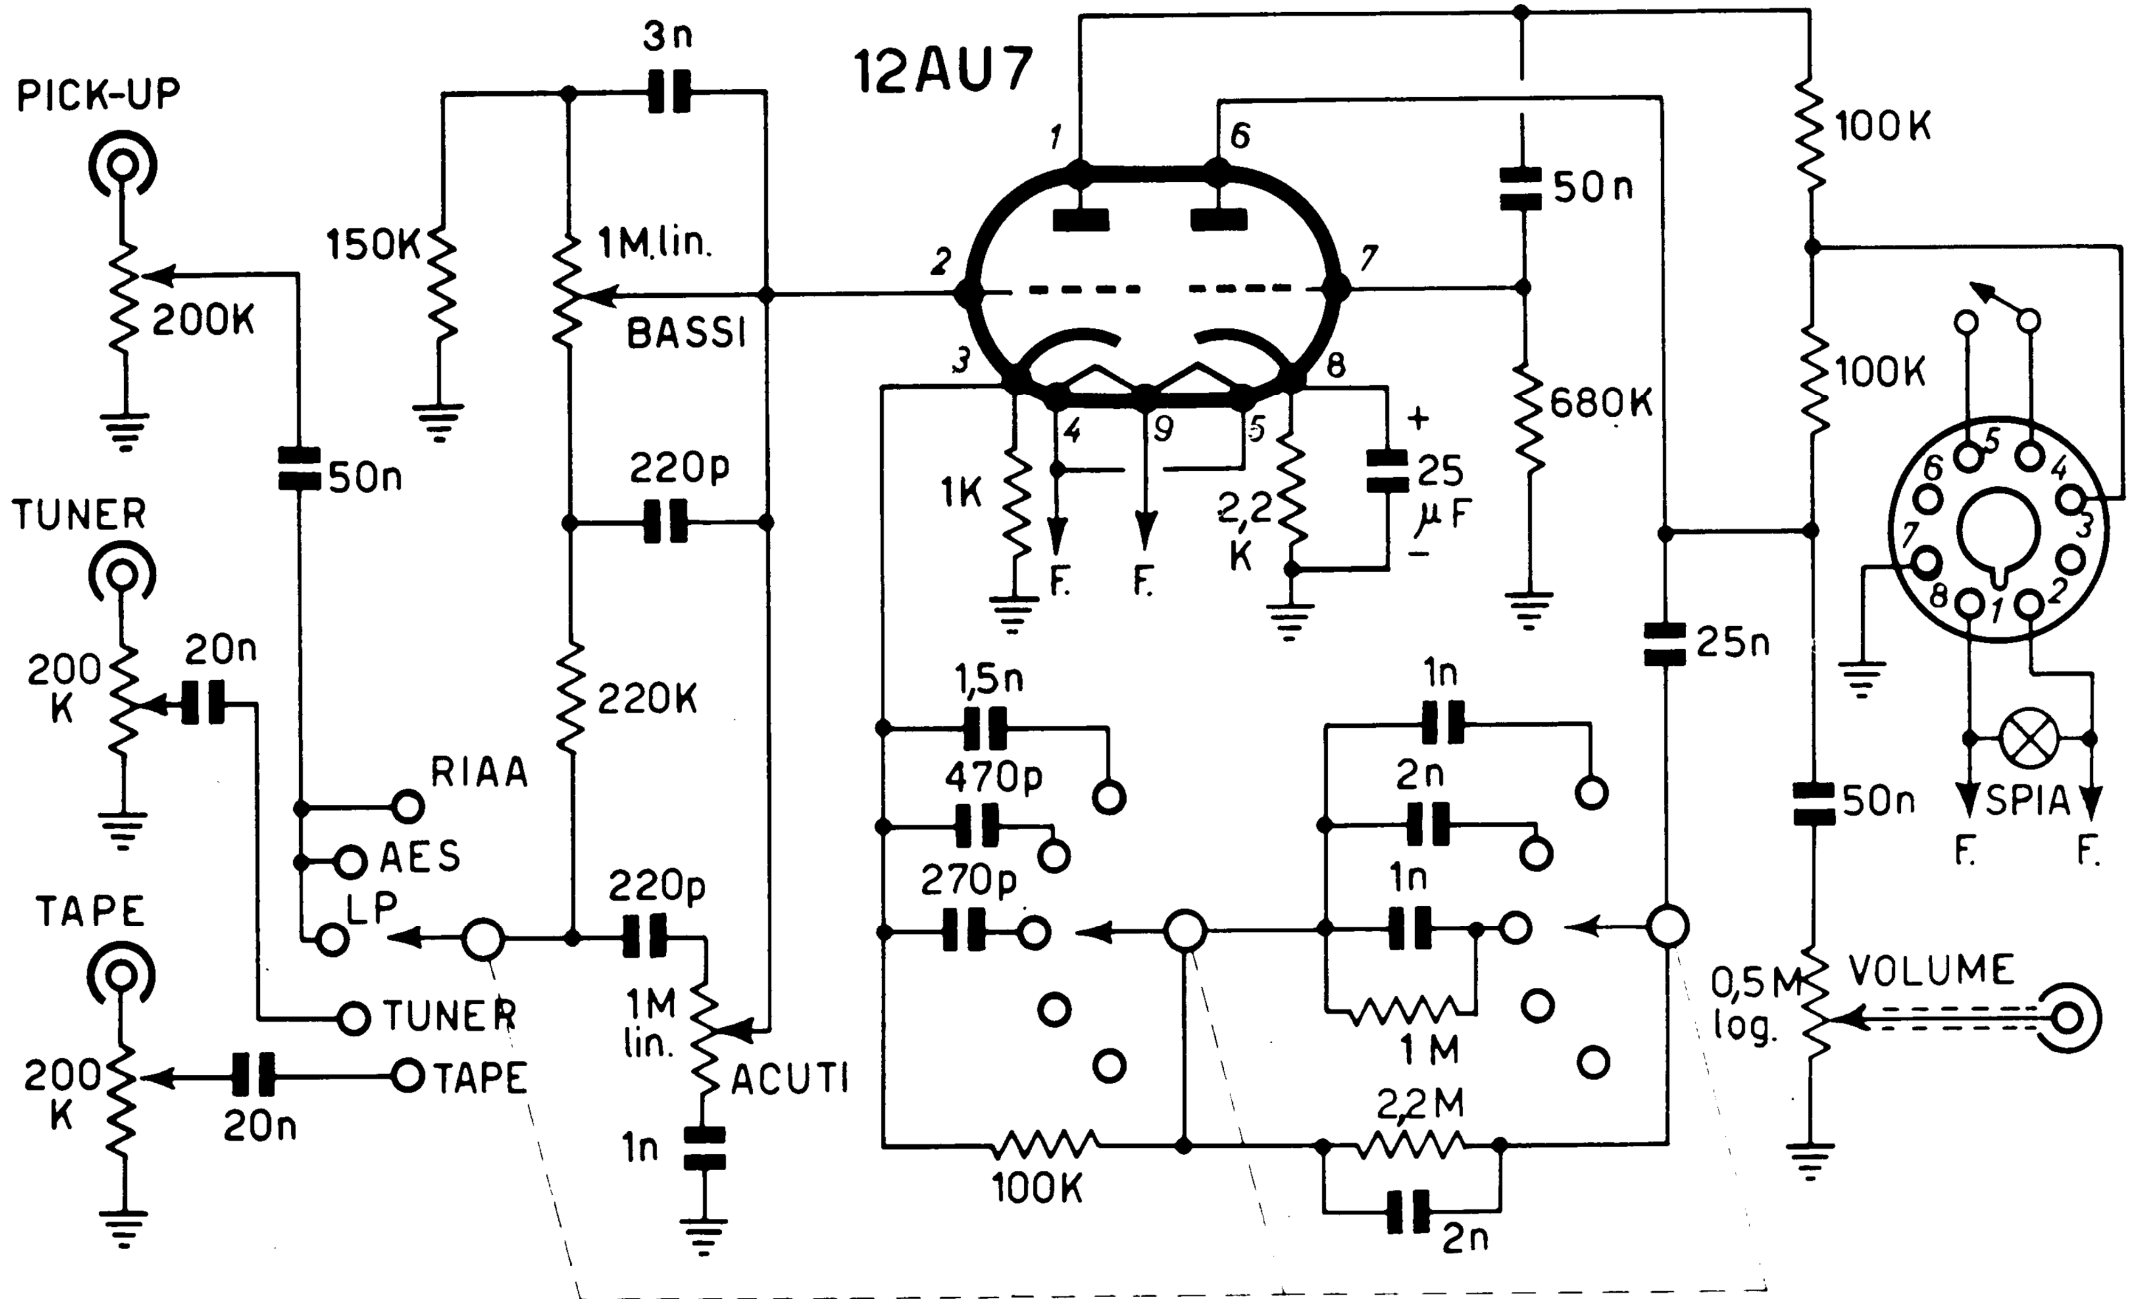 3n
12AU7
PICK-UP
1
6
100K
50n
150K
1M.lin.
2
7
200K
BASSI
3
8
100K
680K
+
4
9
5
25
µF
−
220p
50n
1K
2,2
K
TUNER
5
6
4
7
3
8
1
2
F.
F.
20n
200
K
220K
25n
1,5n
1n
470p
2n
RIAA
50n
SPIA
F.
F.
AES
270p
1n
220p
LP
TAPE
1M
lin.
0,5M
log.
VOLUME
TUNER
1M
200
K
TAPE
ACUTI
2,2M
20n
1n
100K
2n